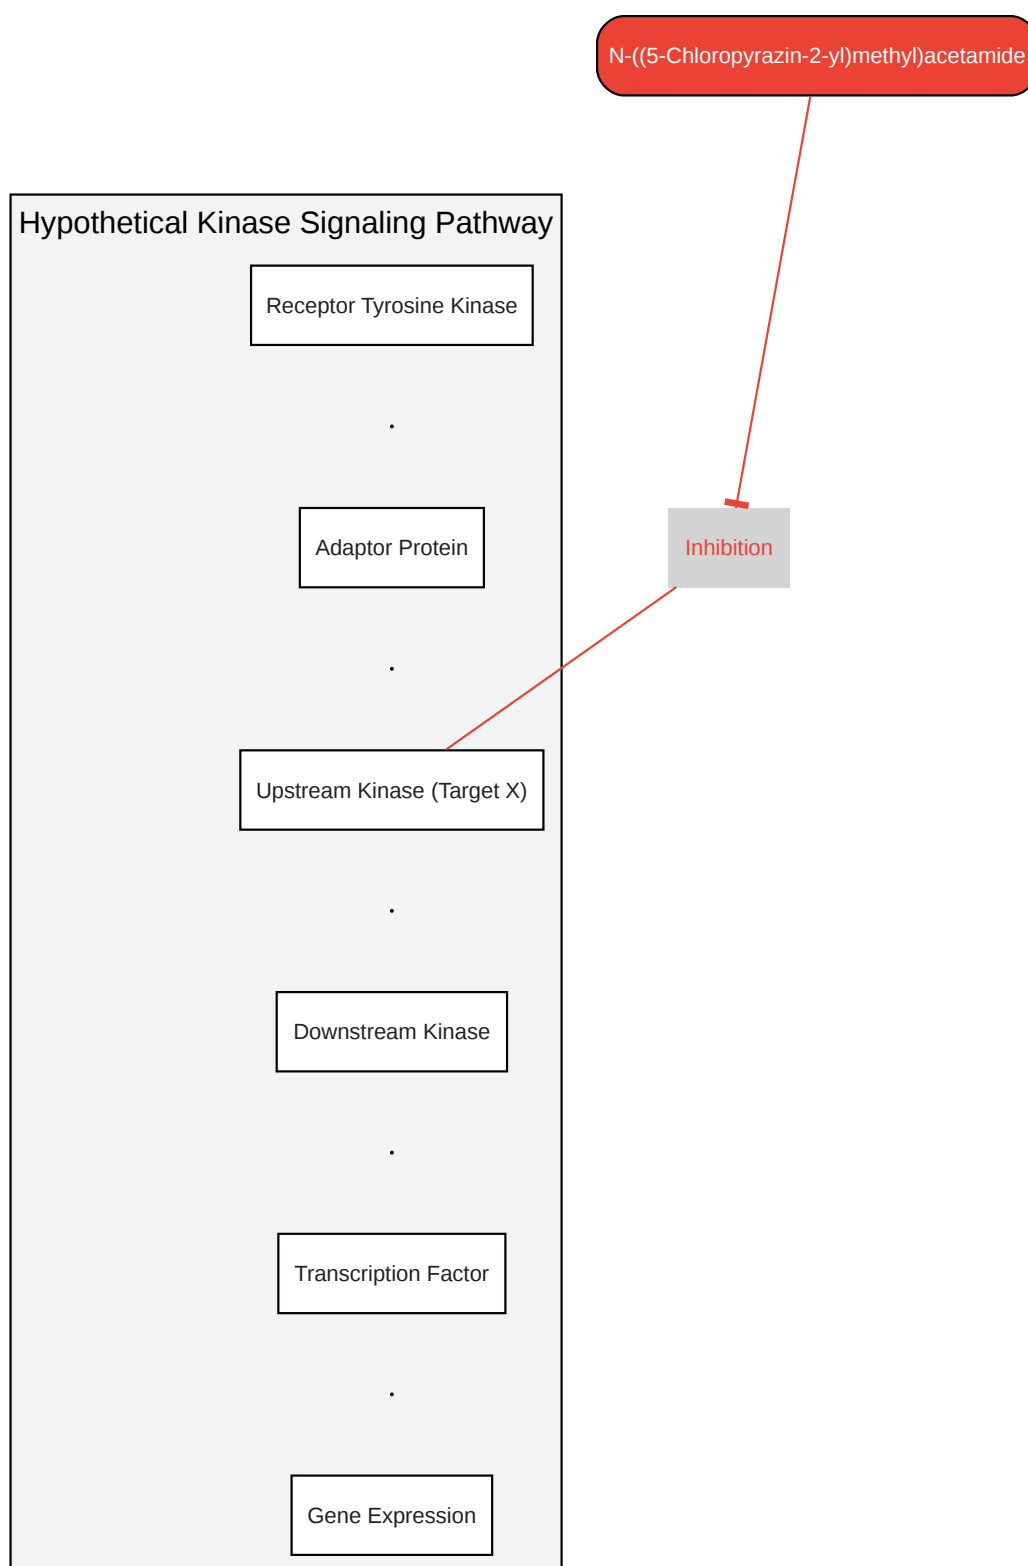 N-((5-Chloropyrazin-2-yl)methyl)acetamide
Hypothetical Kinase Signaling Pathway
Receptor Tyrosine Kinase
Adaptor Protein
Inhibition
Upstream Kinase (Target X)
Downstream Kinase
Transcription Factor
Gene Expression